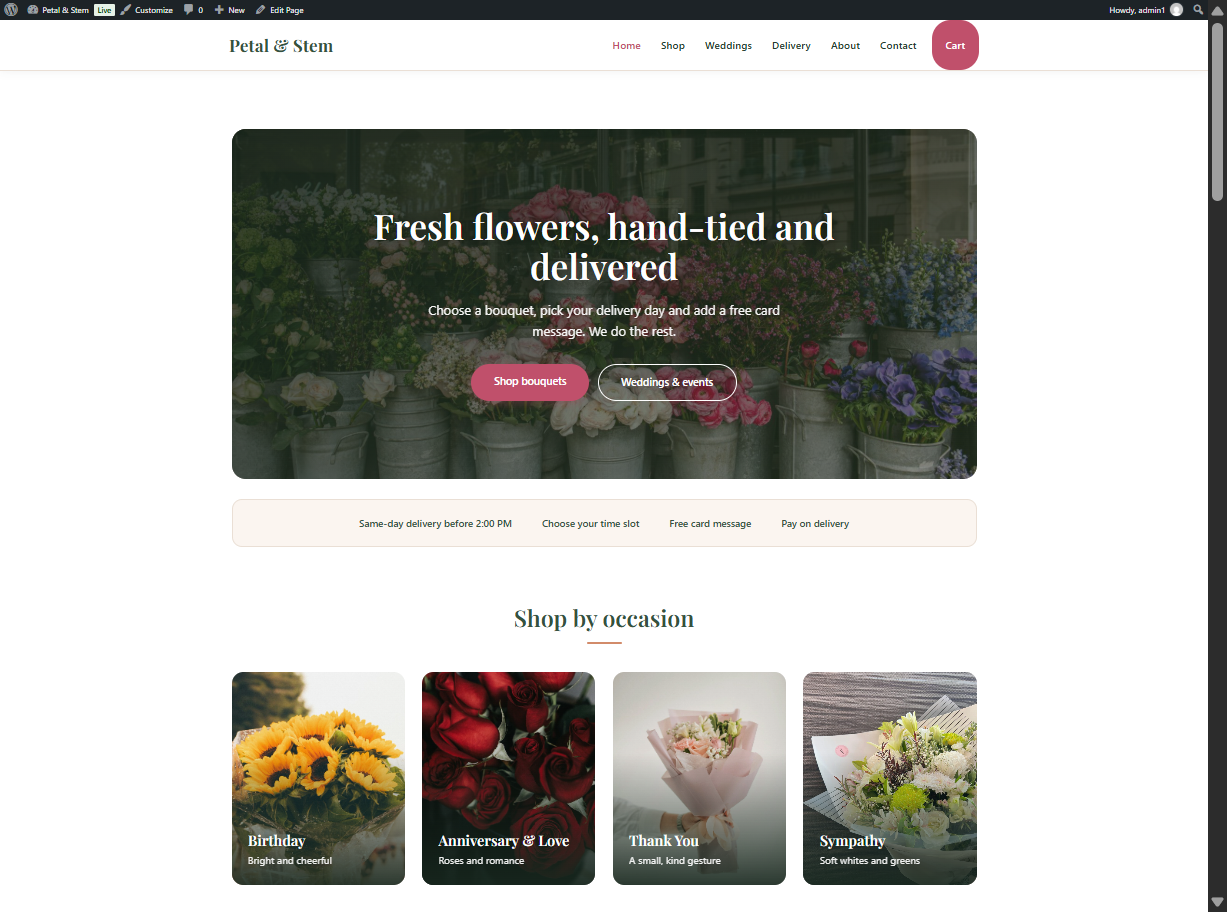 Petal & Stem Live Customize 0 New Edit Page Howdy, admin1
Petal & Stem Home Shop Weddings Delivery About Contact Cart
Fresh flowers, hand-tied and
delivered
Choose a bouquet, pick your delivery day and add a free card
message. We do the rest.
Shop bouquets Weddings & events
Same-day delivery before 2:00 PM Choose your time slot Free card message Pay on delivery
Shop by occasion
Birthday Anniversary & Love Thank You Sympathy
Bright and cheerful Roses and romance A small, kind gesture Soft whites and greens